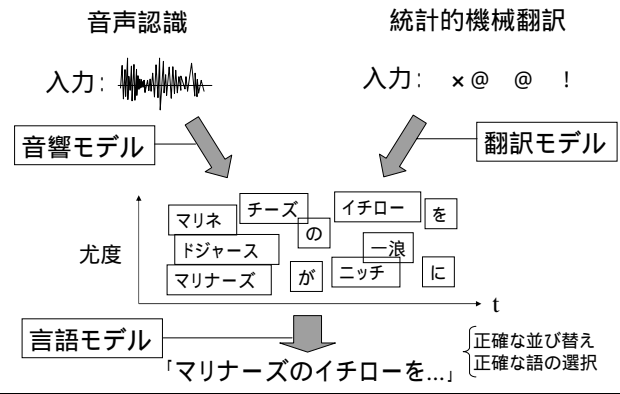 音声認識
統計的機械翻訳
入力:
入力: ×@ @ !
音響モデル
翻訳モデル
尤度
マリネ
チーズ
の
イチロー
を
ドジャース
一浪
マリナーズ
が
ニッチ
に
t
言語モデル
正確な並び替え
正確な語の選択
「マリナーズのイチローを...」